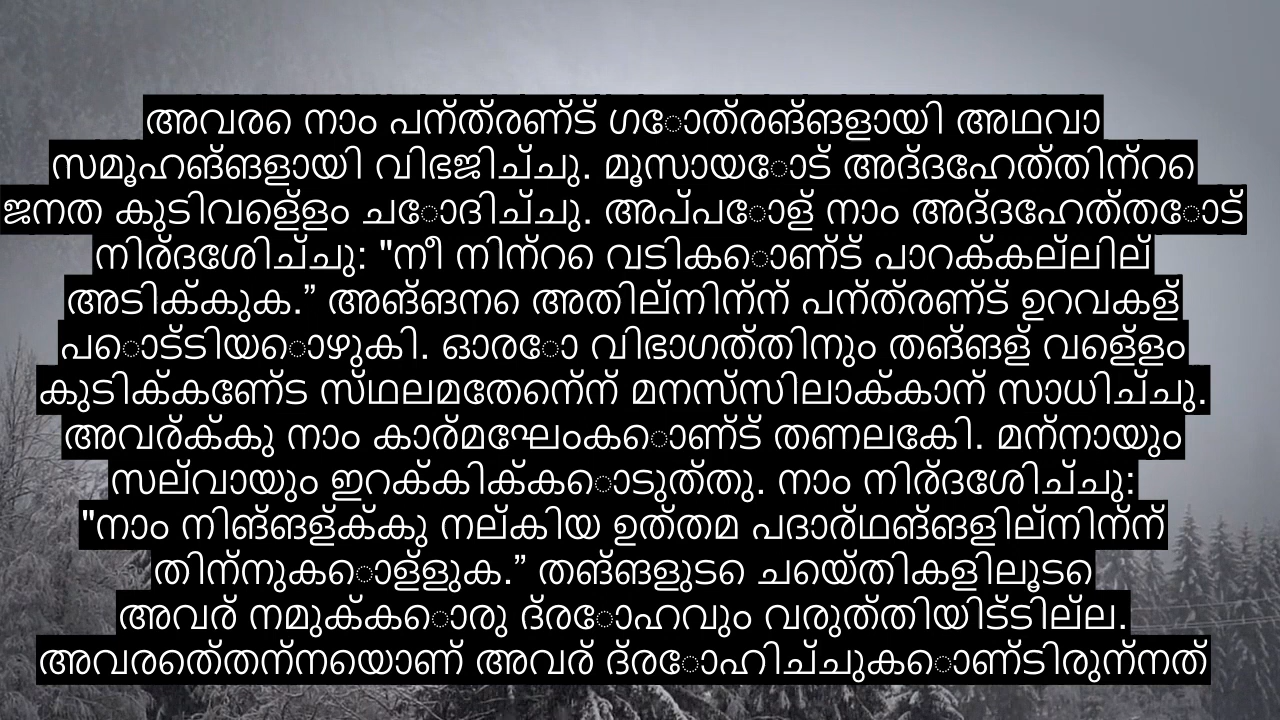 അവരെ നാം പന്ത്രണ്ട് ഗോത്രങ്ങളായി അഥവാ
സമൂഹങ്ങളായി വിഭജിച്ചു. മൂസായോട് അദ്ദേഹത്തിന്റെ
ജനത കുടിവെള്ളം ചോദിച്ചു. അപ്പോള് നാം അദ്ദേഹത്തോട്
നിര്ദേശിച്ചു: "നീ നിന്റെ വടികൊണ്ട് പാറക്കല്ലില്
അടിക്കുക.” അങ്ങനെ അതില്നിന്ന് പന്ത്രണ്ട് ഉറവകള്
പൊട്ടിയൊഴുകി. ഓരോ വിഭാഗത്തിനും തങ്ങള് വെള്ളം
കുടിക്കേണ്ട സ്ഥലമതേതെന്ന് മനസ്സിലാക്കാന് സാധിച്ചു.
അവര്ക്കു നാം കാര്മേഘംകൊണ്ട് തണലേകി. മന്നായും
സല്വായും ഇറക്കിക്കൊടുത്തു. നാം നിര്ദേശിച്ചു:
"നാം നിങ്ങള്ക്കു നല്കിയ ഉത്തമ പദാര്ഥങ്ങളില്നിന്ന്
തിന്നുകൊള്ളുക.” തങ്ങളുടെ ചെയ്തികളിലൂടെ
അവര് നമുക്കൊരു ദ്രോഹവും വരുത്തിയിട്ടില്ല.
അവരെത്തന്നെയാണ് അവര് ദ്രോഹിച്ചുകൊണ്ടിരുന്നത്